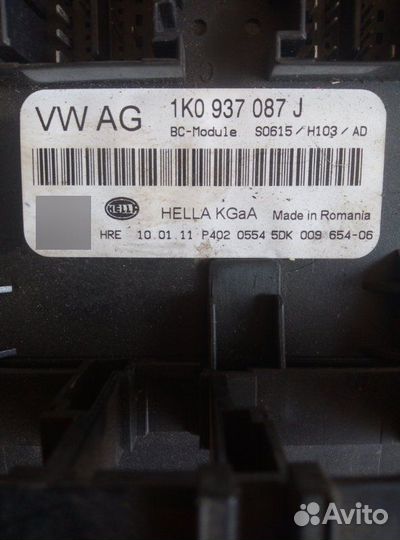 VW AG 1K0 937 087 J
BC-Module S0615/H103/AD
HELLA
HELLA KGaA Made in Romania
HRE 10.01.11 P402 0554 5DK 009 654-06
Avito